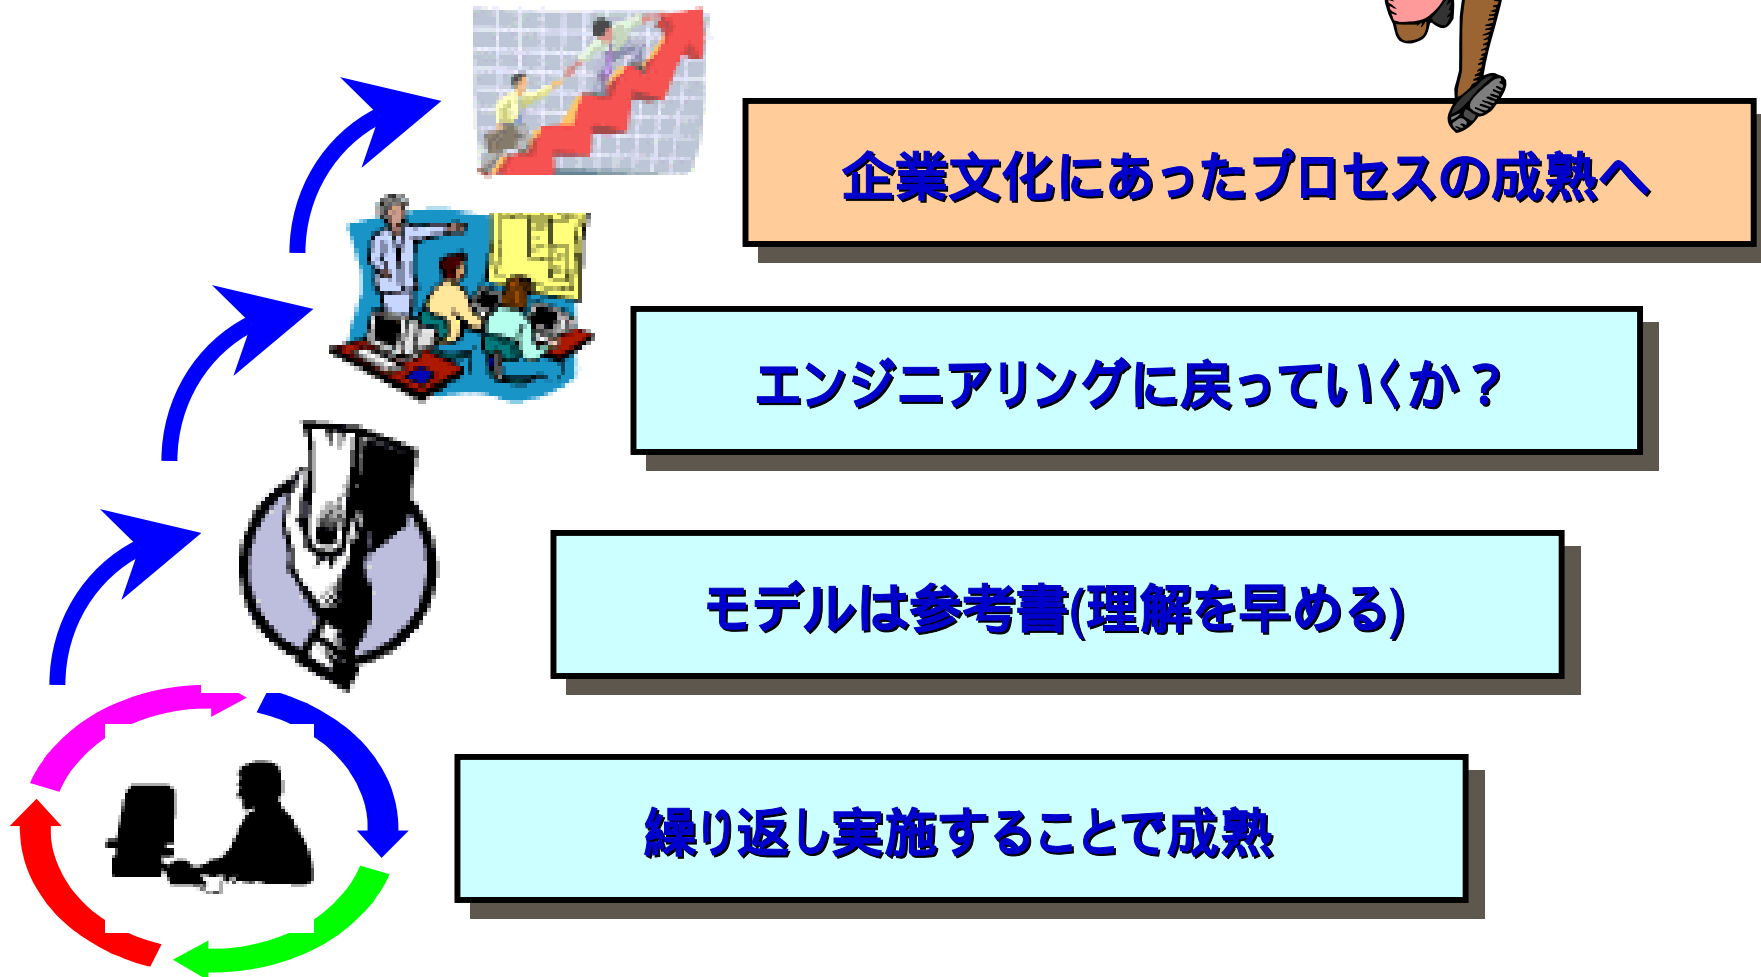 企業文化にあったプロセスの成熟へ
エンジニアリングに戻っていくか？
モデルは参考書(理解を早める)
繰り返し実施することで成熟